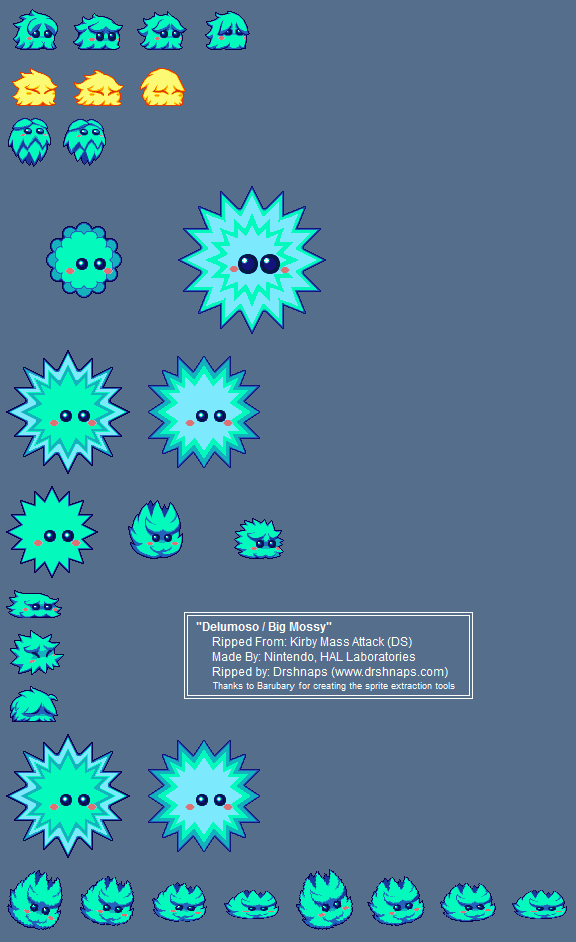 "Delumoso / Big Mossy"
Ripped From: Kirby Mass Attack (DS)
Made By: Nintendo, HAL Laboratories
Ripped by: Drshnaps (www.drshnaps.com)
Thanks to Barubary for creating the sprite extraction tools